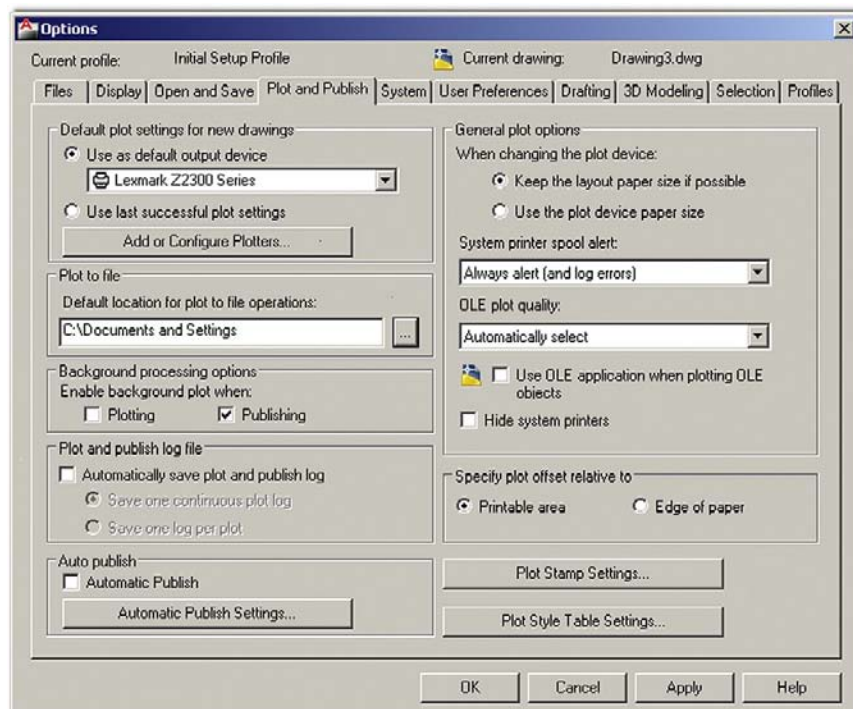 Options
Current profile: Initial Setup Profile Current drawing: Drawing3.dwg
Files Display Open and Save Plot and Publish System User Preferences Drafting 3D Modeling Selection Profiles
Default plot settings for new drawings
Use as default output device
Lexmark Z2300 Series
Use last successful plot settings
Add or Configure Plotters...
Plot to file
Default location for plot to file operations:
C:\Documents and Settings
...
Background processing options
Enable background plot when:
Plotting Publishing
Plot and publish log file
Automatically save plot and publish log
Save one continuous plot log
Save one log per plot
Auto publish
Automatic Publish
Automatic Publish Settings...
General plot options
When changing the plot device:
Keep the layout paper size if possible
Use the plot device paper size
System printer spool alert:
Always alert (and log errors)
OLE plot quality:
Automatically select
Use OLE application when plotting OLE
objects
Hide system printers
Specify plot offset relative to
Printable area Edge of paper
Plot Stamp Settings...
Plot Style Table Settings...
OK Cancel Apply Help